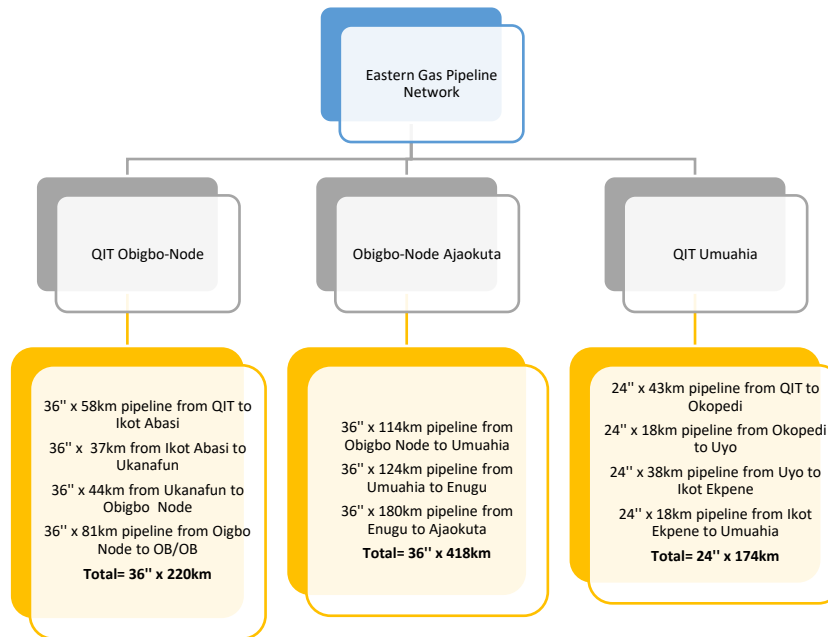 Eastern Gas Pipeline
Network
QIT Obigbo-Node
Obigbo-Node Ajaokuta
QIT Umuahia
36'' x 58km pipeline from QIT to
Ikot Abasi
36'' x  37km from Ikot Abasi to
Ukanafun
36'' x 44km from Ukanafun to
Obigbo  Node
36'' x 81km pipeline from Oigbo
Node to OB/OB
Total= 36'' x 220km
36'' x 114km pipeline from
Obigbo Node to Umuahia
36'' x 124km pipeline from
Umuahia to Enugu
36'' x 180km pipeline from
Enugu to Ajaokuta
Total= 36'' x 418km
24'' x 43km pipeline from QIT to
Okopedi
24'' x 18km pipeline from Okopedi
to Uyo
24'' x 38km pipeline from Uyo to
Ikot Ekpene
24'' x 18km pipeline from Ikot
Ekpene to Umuahia
Total= 24'' x 174km